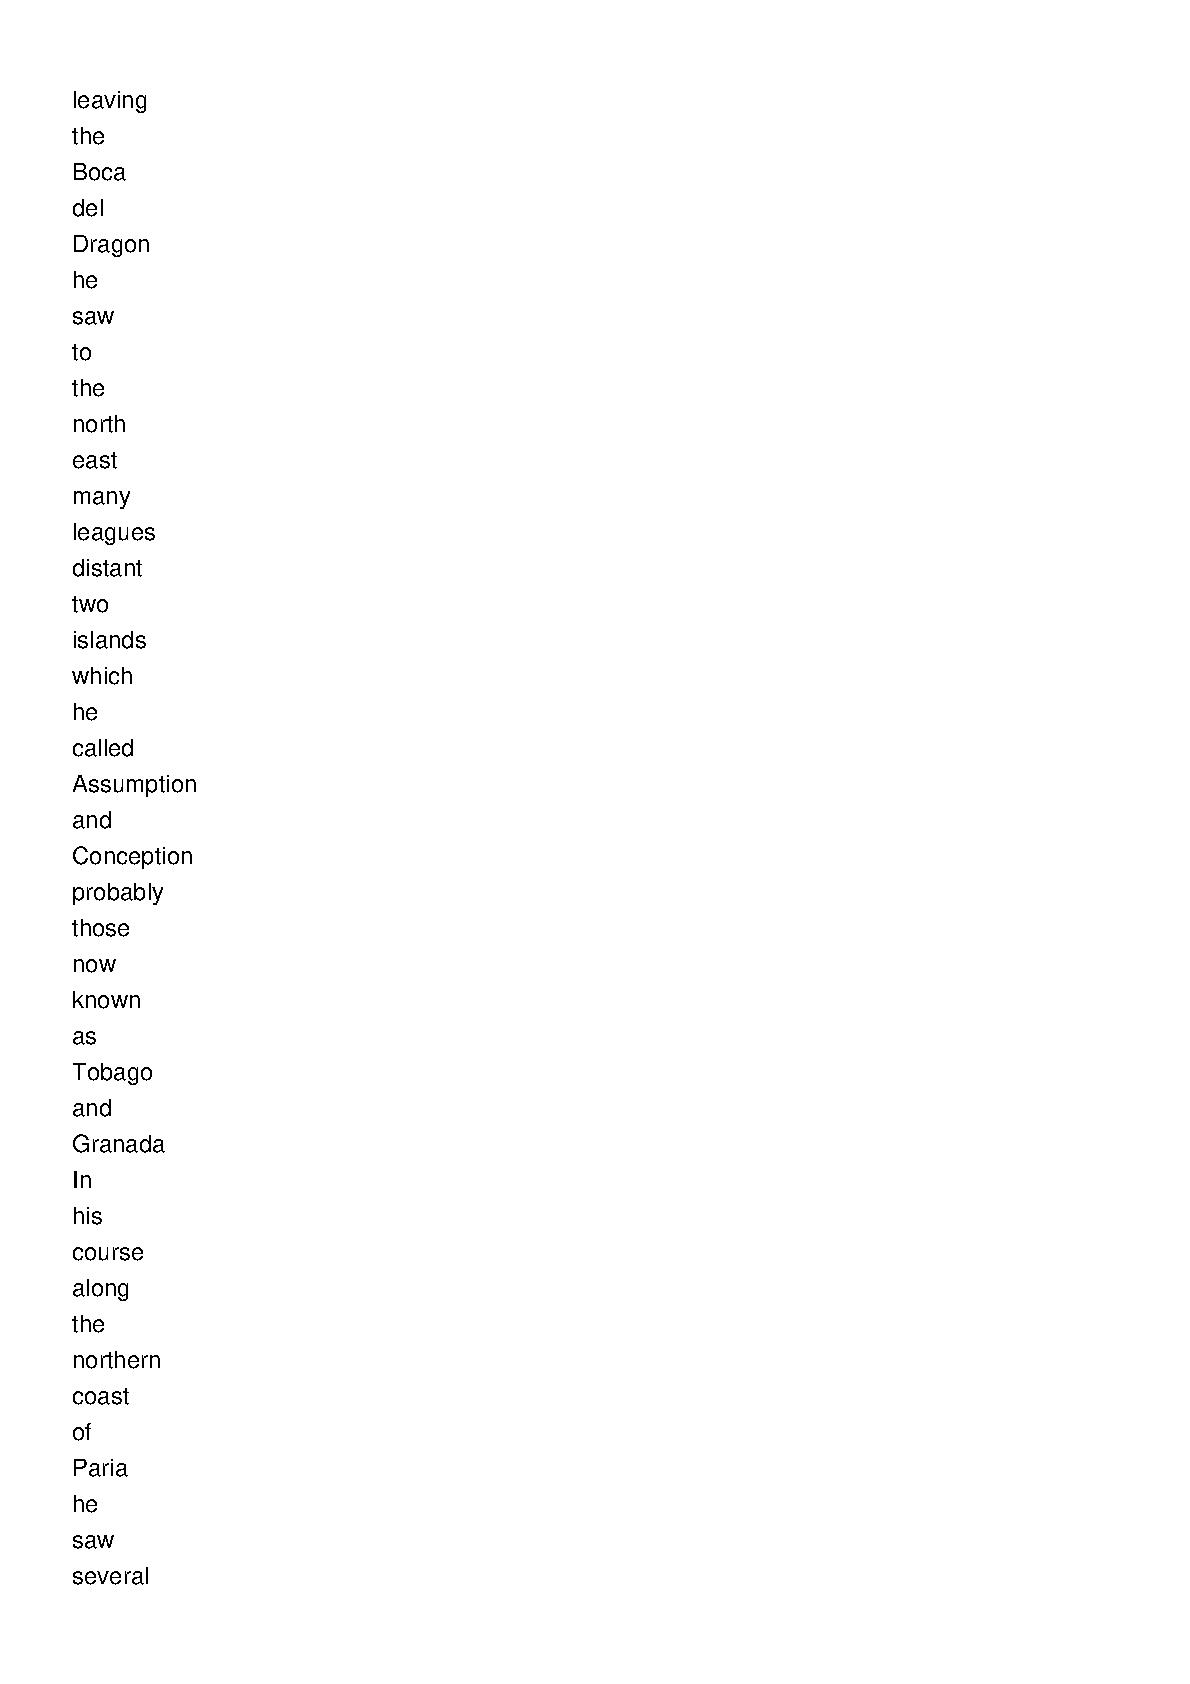 leaving
the
Boca
del
Dragon
he
saw
to
the
north
east
many
leagues
distant
two
islands
which
he
called
Assumption
and
Conception
probably
those
now
known
as
Tobago
and
Granada
In
his
course
along
the
northern
coast
of
Paria
he
saw
several